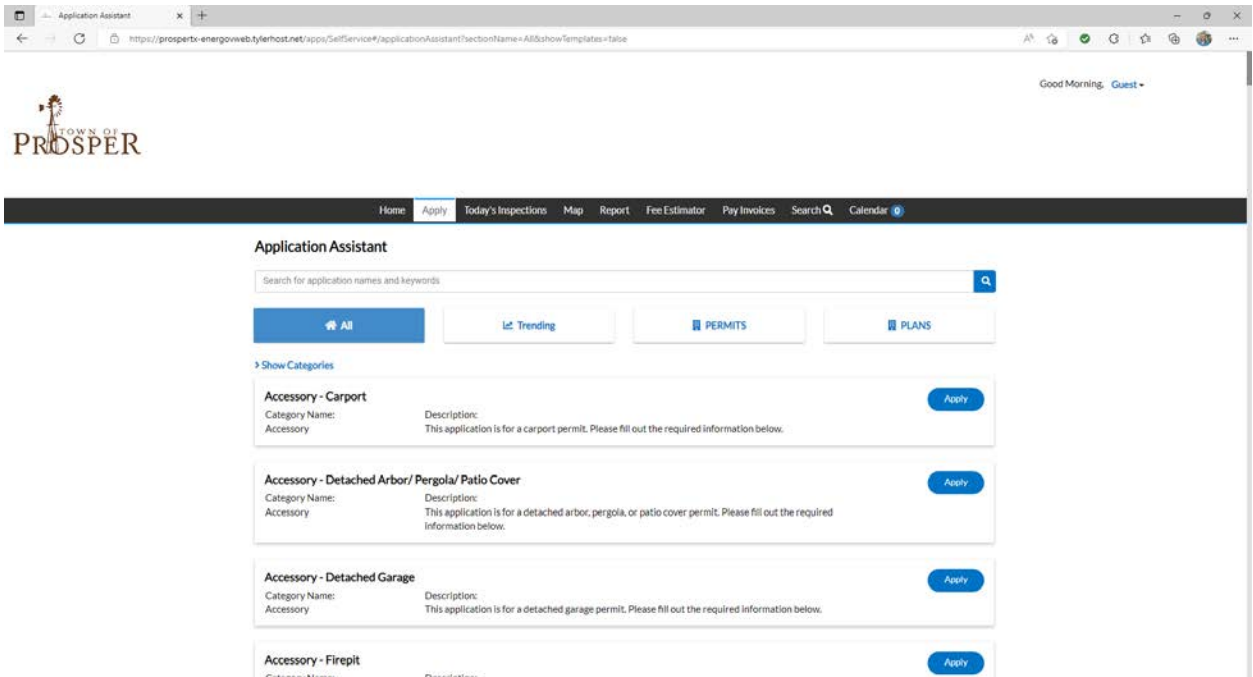 Application Assistant
https://prospertx-energovweb.tylerhost.net/apps/SelfService#/applicationAssistant?sectionName=All&showTemplates=false
Good Morning, Guest
TOWN OF
PROSPER
Home Apply Today's Inspections Map Report Fee Estimator Pay Invoices Search Calendar 0
Application Assistant
Search for application names and keywords
All Trending PERMITS PLANS
Show Categories
Accessory - Carport Apply
Category Name: Description:
Accessory This application is for a carport permit. Please fill out the required information below.
Accessory - Detached Arbor/ Pergola/ Patio Cover Apply
Category Name: Description:
Accessory This application is for a detached arbor, pergola, or patio cover permit. Please fill out the required
information below.
Accessory - Detached Garage Apply
Category Name: Description:
Accessory This application is for a detached garage permit. Please fill out the required information below.
Accessory - Firepit Apply
Category Name: Description: